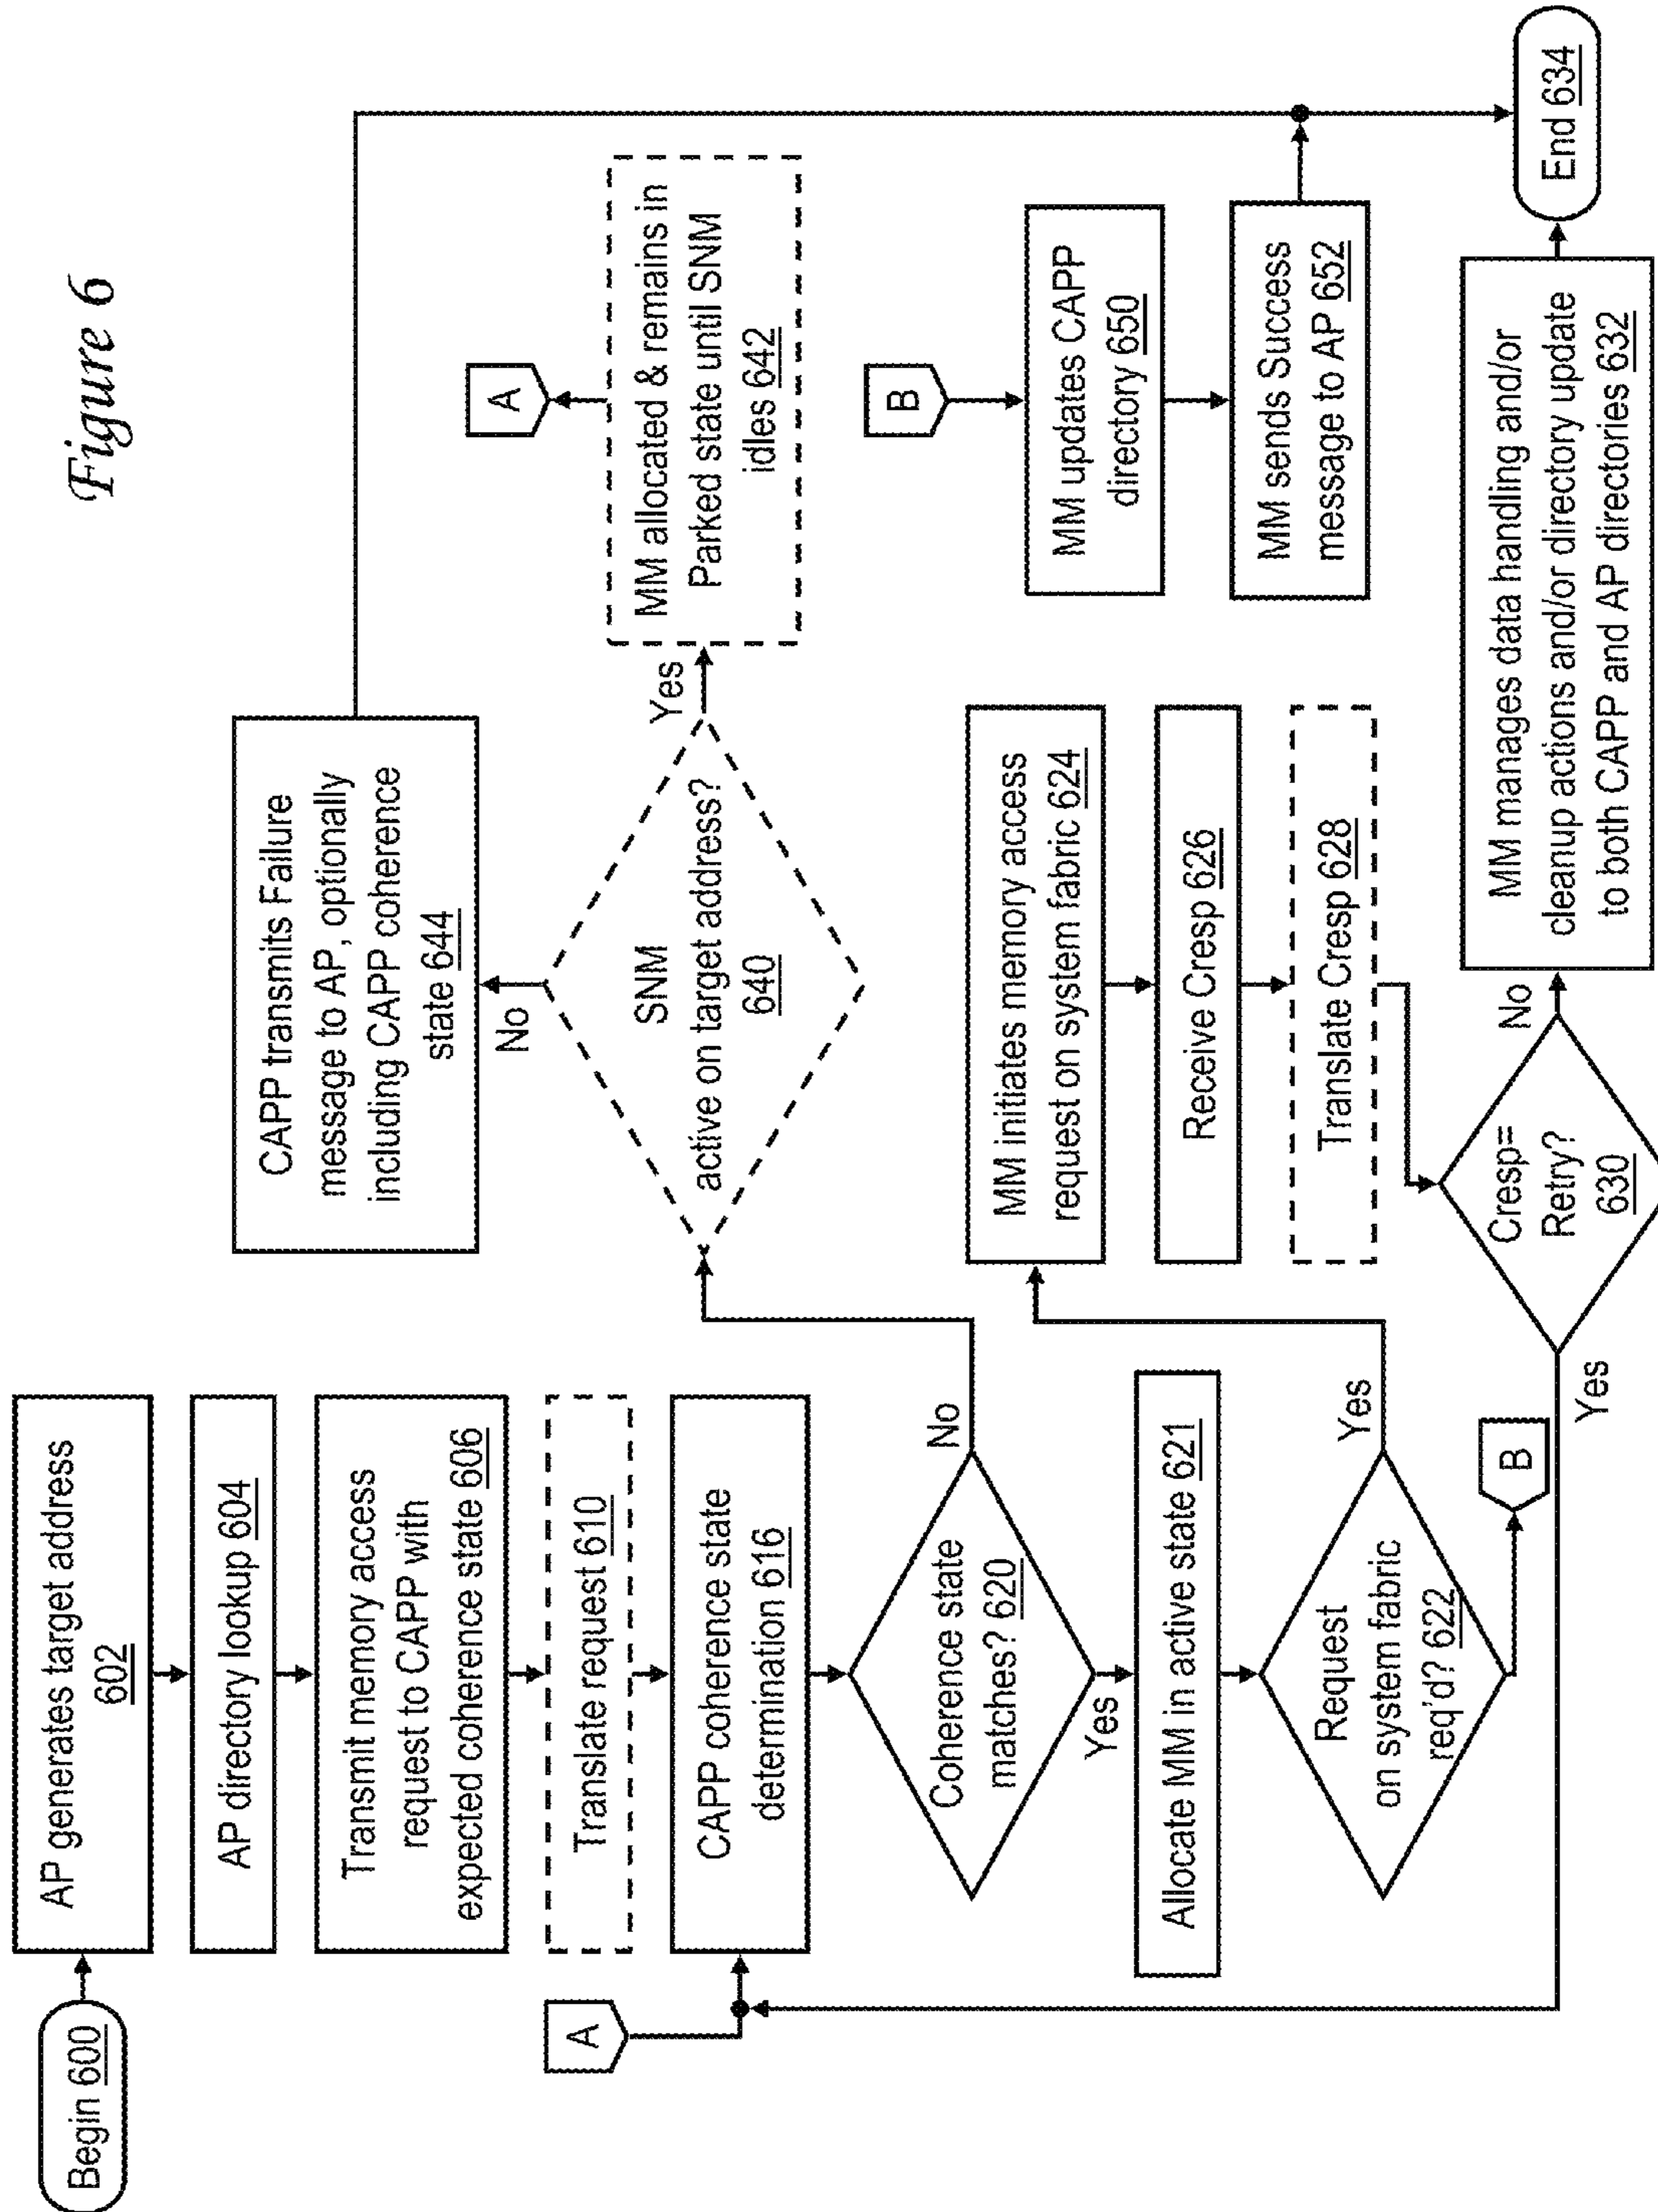 Figure 6
Begin 600
AP generates target address
602
AP directory lookup 604
Transmit memory access
request to CAPP with
expected coherence state 606
Translate request 610
A
CAPP coherence state
determination 616
Coherence state
matches? 620
No
Yes
Allocate MM in active state 621
Request
on system fabric
req'd? 622
Yes
B
CAPP transmits Failure
message to AP, optionally
including CAPP coherence
state 644
No
SNM
active on target address?
640
Yes
MM allocated & remains in
Parked state until SNM
idles 642
A
MM initiates memory access
request on system fabric 624
Receive Cresp 626
Translate Cresp 628
Cresp=
Retry?
630
Yes
No
B
MM updates CAPP
directory 650
MM sends Success
message to AP 652
MM manages data handling and/or
cleanup actions and/or directory update
to both CAPP and AP directories 632
End 634